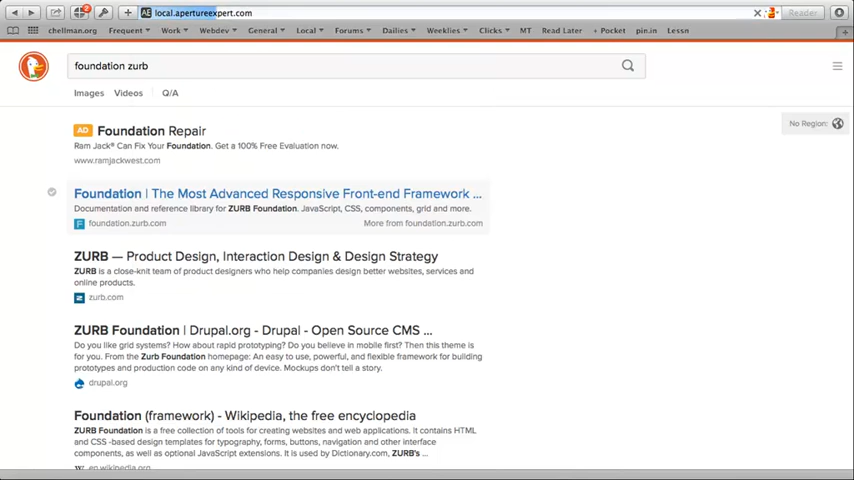 2
AE local.apertureexpert.com
Reader
chellman.org Frequent Work Webdev General Local Forums Dailies Weeklies Clicks MT Read Later + Pocket pin.in Lessn
foundation zurb
Images Videos Q/A
No Region:
AD Foundation Repair
Ram Jack® Can Fix Your Foundation. Get a 100% Free Evaluation now.
www.ramjackwest.com
Foundation | The Most Advanced Responsive Front-end Framework ...
Documentation and reference library for ZURB Foundation. JavaScript, CSS, components, grid and more.
F foundation.zurb.com More from foundation.zurb.com
ZURB — Product Design, Interaction Design & Design Strategy
ZURB is a close-knit team of product designers who help companies design better websites, services and
online products.
zurb.com
ZURB Foundation | Drupal.org - Drupal - Open Source CMS ...
Do you like grid systems? How about rapid prototyping? Do you believe in mobile first? Then this theme is
for you. From the Zurb Foundation homepage: An easy to use, powerful, and flexible framework for building
prototypes and production code on any kind of device. Mockups don't tell a story.
drupal.org
Foundation (framework) - Wikipedia, the free encyclopedia
ZURB Foundation is a free collection of tools for creating websites and web applications. It contains HTML
and CSS -based design templates for typography, forms, buttons, navigation and other interface
components, as well as optional JavaScript extensions. It is used by Dictionary.com, ZURB's ...
W en.wikipedia.org